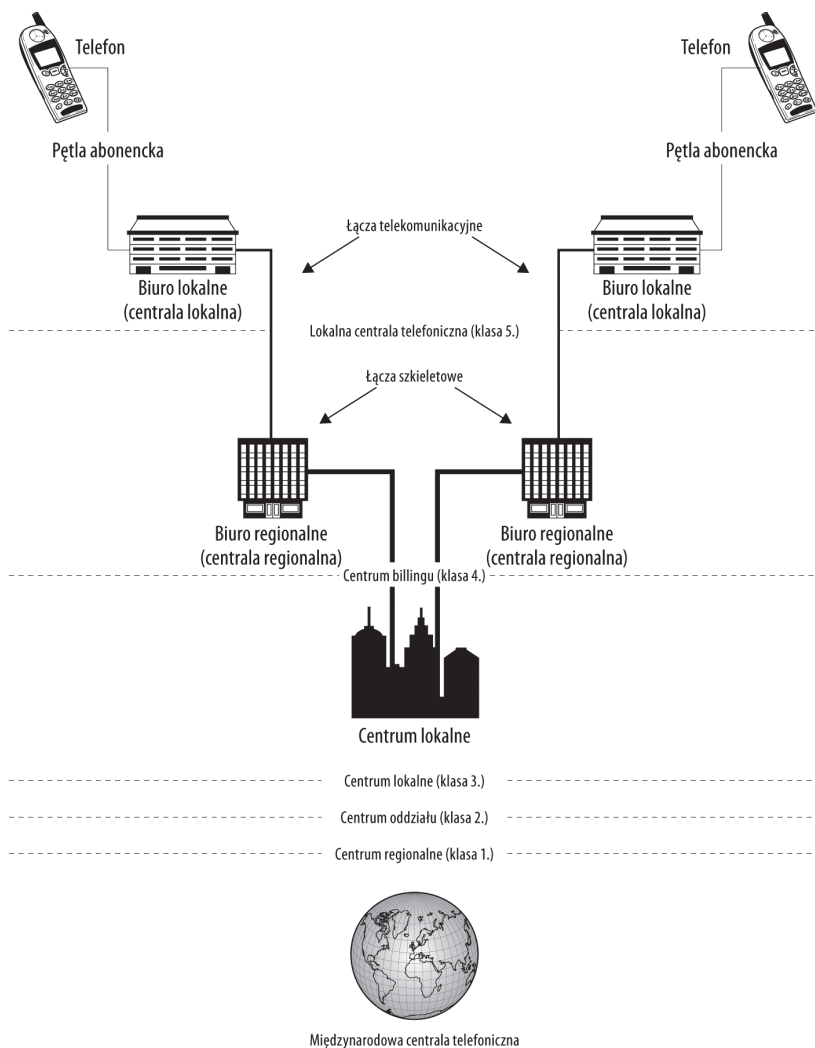 Telefon
Telefon
Pętla abonencka
Pętla abonencka
Łącza telekomunikacyjne
Biuro lokalne
(centrala lokalna)
Biuro lokalne
(centrala lokalna)
Lokalna centrala telefoniczna (klasa 5.)
Łącza szkieletowe
Biuro regionalne
(centrala regionalna)
Biuro regionalne
(centrala regionalna)
Centrum billingu (klasa 4.)
Centrum lokalne
Centrum lokalne (klasa 3.)
Centrum oddziału (klasa 2.)
Centrum regionalne (klasa 1.)
Międzynarodowa centrala telefoniczna